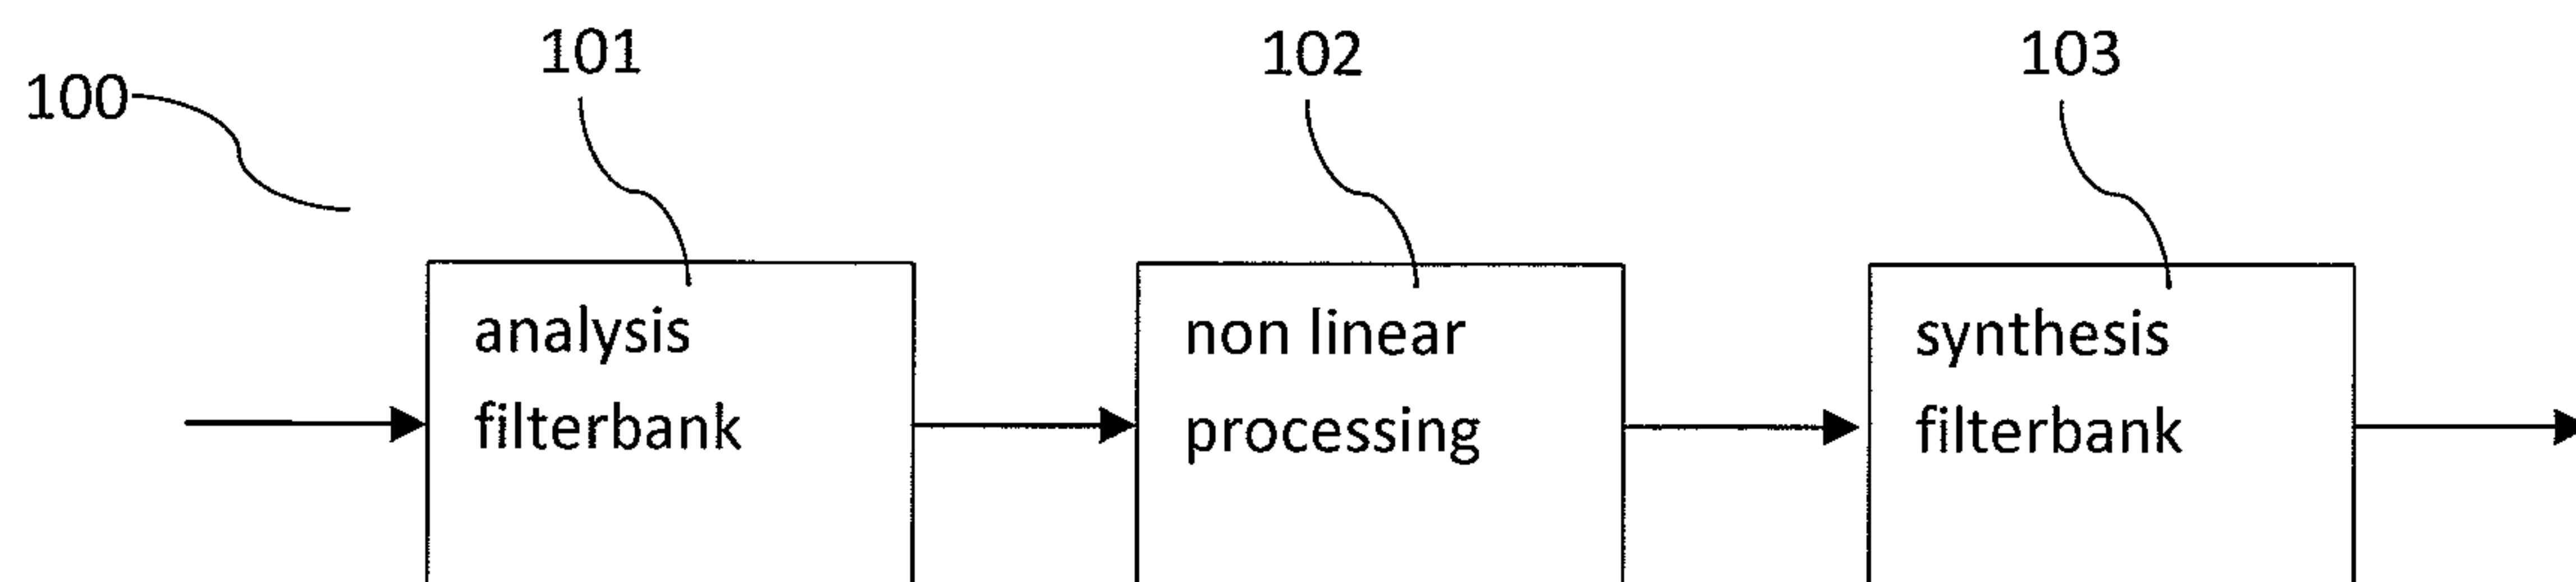 100
101
102
103
analysis
filterbank
non linear
processing
synthesis
filterbank